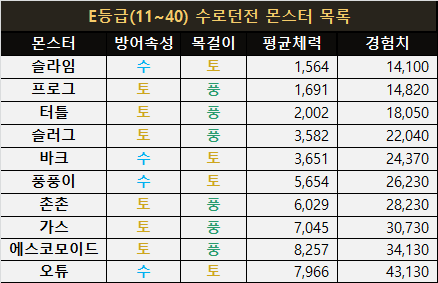 E등급(11~40) 수로던전 몬스터 목록
몬스터 방어속성 목걸이 평균체력 경험치
슬라임 수 토 1,564 14,100
프로그 토 풍 1,691 14,820
터틀 토 풍 2,002 18,050
슬러그 토 풍 3,582 22,040
바크 수 토 3,651 24,370
풍풍이 수 토 5,654 26,230
촌촌 토 풍 6,029 28,230
가스 토 풍 7,045 30,730
에스코모이드 토 풍 8,257 34,130
오튜 수 토 7,966 43,130